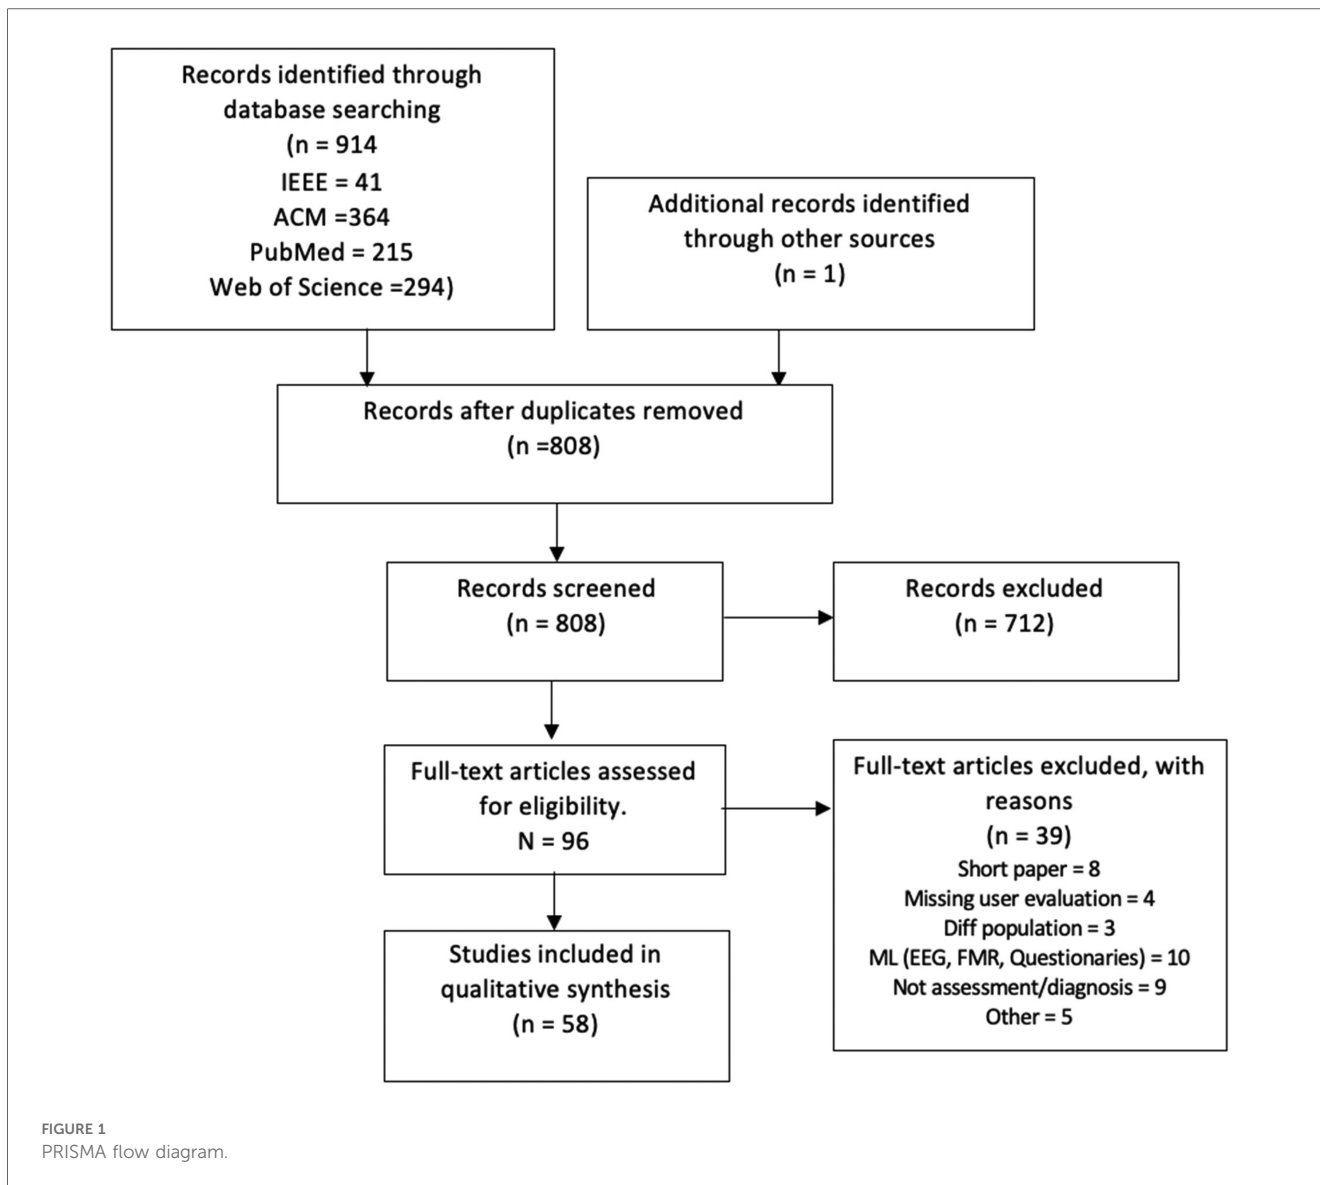 Records identified through
database searching
(n = 914
IEEE = 41
ACM =364
PubMed = 215
Web of Science =294)
Additional records identified
through other sources
(n = 1)
Records after duplicates removed
(n =808)
Records screened
(n = 808)
Records excluded
(n = 712)
Full-text articles assessed
for eligibility.
N = 96
Full-text articles excluded, with
reasons
(n = 39)
Short paper = 8
Missing user evaluation = 4
Diff population = 3
ML (EEG, FMR, Questionaries) = 10
Not assessment/diagnosis = 9
Other = 5
Studies included in
qualitative synthesis
(n = 58)
FIGURE 1
PRISMA flow diagram.